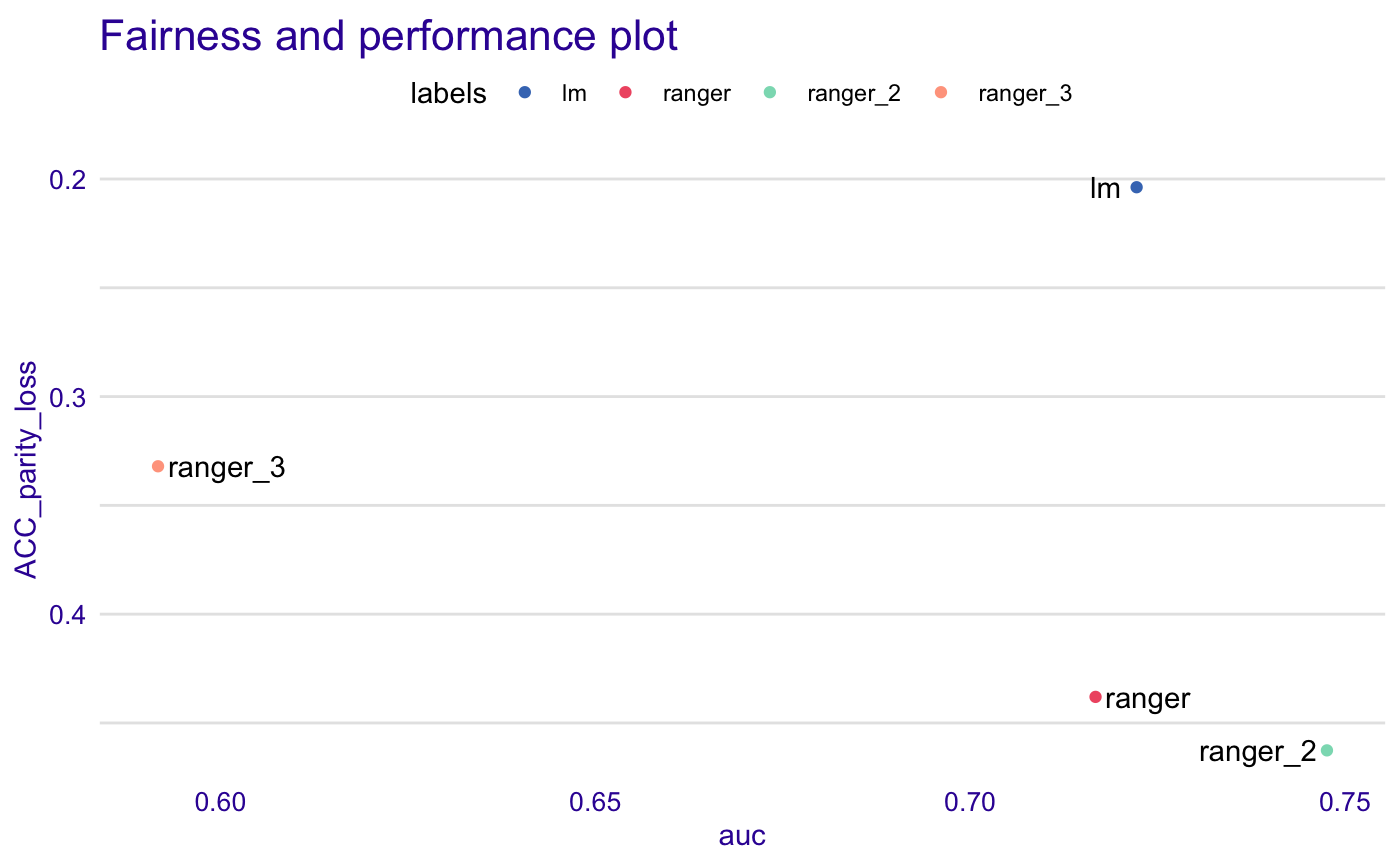 Fairness and performance plot
labels lm ranger ranger_2 ranger_3
0.2
lm
0.3
ranger_3
ACC_parity_loss
0.4
ranger
ranger_2
0.60 0.65 0.70 0.75
auc